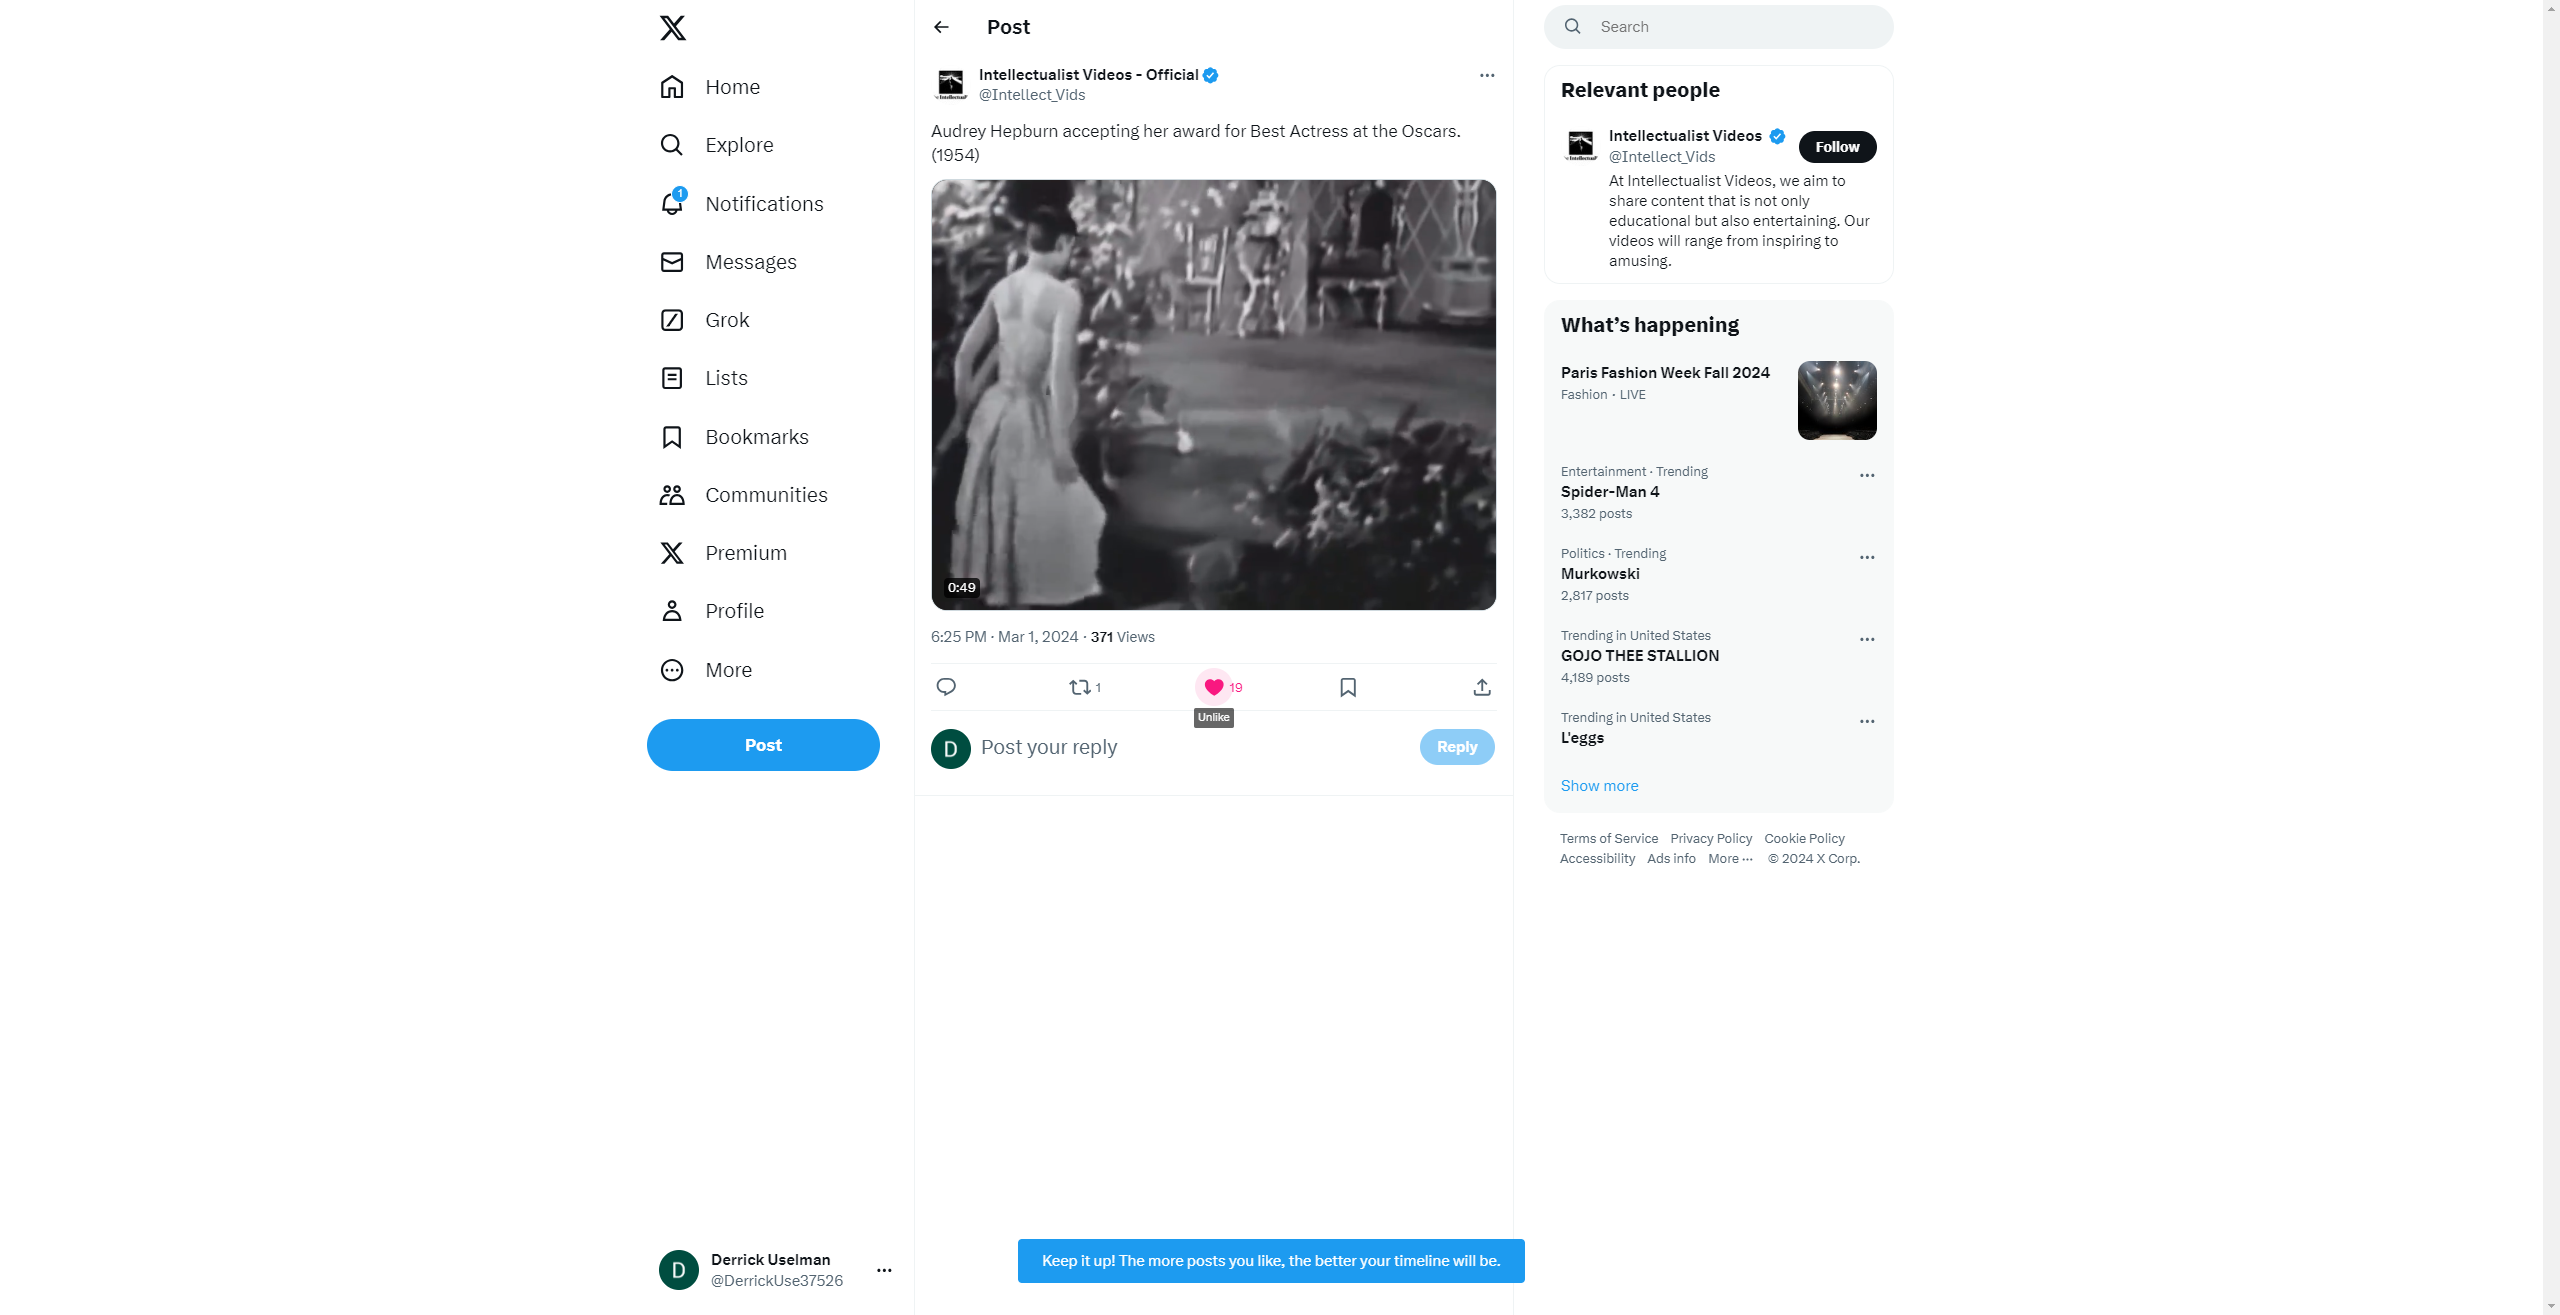 Home
Explore
1
Notifications
Messages
Grok
Lists
Bookmarks
Communities
Premium
Profile
More
Post
Derrick Uselman
@DerrickUse37526
D
Post
Intellectualist Videos - Official
@Intellect_Vids
Audrey Hepburn accepting her award for Best Actress at the Oscars.
(1954)
0:49
6:25 PM · Mar 1, 2024 · 371 Views
1
19
Unlike
D
Post your reply
Reply
Keep it up! The more posts you like, the better your timeline will be.
Search
Relevant people
Intellectualist Videos
@Intellect_Vids
Follow
At Intellectualist Videos, we aim to
share content that is not only
educational but also entertaining. Our
videos will range from inspiring to
amusing.
What’s happening
Paris Fashion Week Fall 2024
Fashion · LIVE
Entertainment · Trending
Spider-Man 4
3,382 posts
Politics · Trending
Murkowski
2,817 posts
Trending in United States
GOJO THEE STALLION
4,189 posts
Trending in United States
L'eggs
Show more
Terms of Service Privacy Policy Cookie Policy
Accessibility Ads info More ··· © 2024 X Corp.